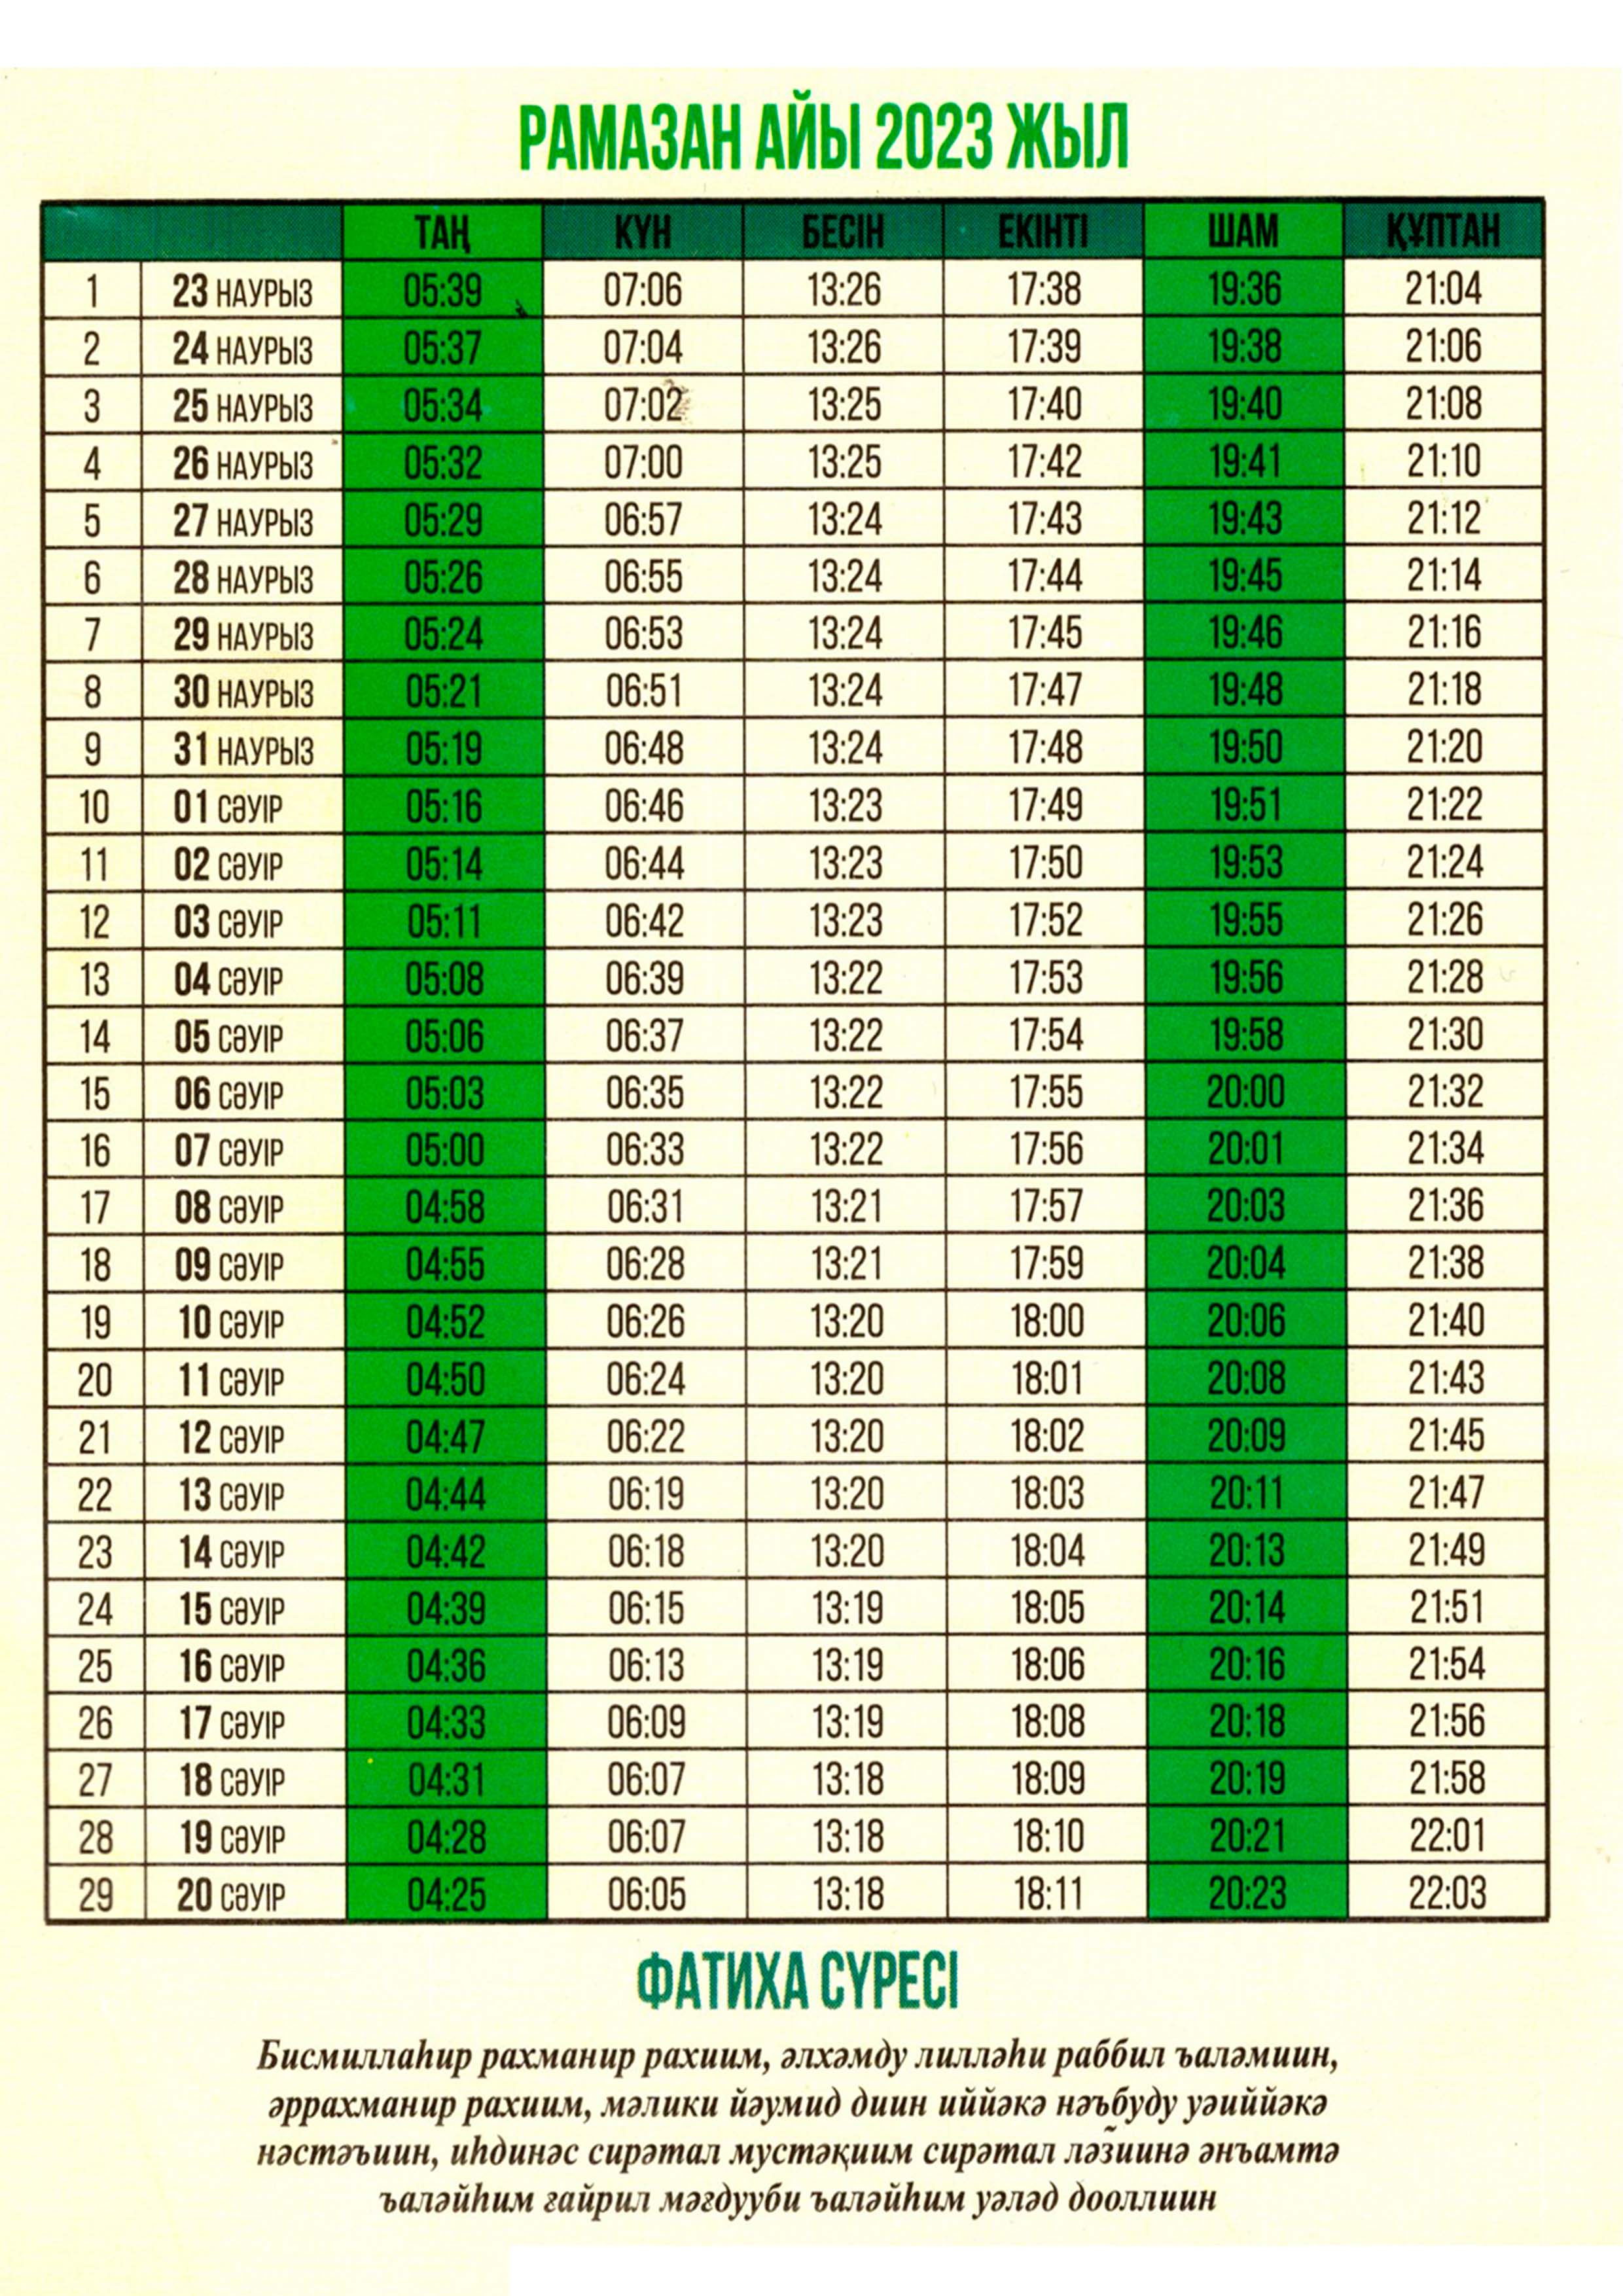 РАМАЗАН АЙЫ 2023 ЖЫЛ
ТАҢ КҮН БЕСІН ЕКІНТІ ШАМ ҚҰПТАН
1 23 НАУРЫЗ 05:39 07:06 13:26 17:38 19:36 21:04
2 24 НАУРЫЗ 05:37 07:04 13:26 17:39 19:38 21:06
3 25 НАУРЫЗ 05:34 07:02 13:25 17:40 19:40 21:08
4 26 НАУРЫЗ 05:32 07:00 13:25 17:42 19:41 21:10
5 27 НАУРЫЗ 05:29 06:57 13:24 17:43 19:43 21:12
6 28 НАУРЫЗ 05:26 06:55 13:24 17:44 19:45 21:14
7 29 НАУРЫЗ 05:24 06:53 13:24 17:45 19:46 21:16
8 30 НАУРЫЗ 05:21 06:51 13:24 17:47 19:48 21:18
9 31 НАУРЫЗ 05:19 06:48 13:24 17:48 19:50 21:20
10 01 СӘУІР 05:16 06:46 13:23 17:49 19:51 21:22
11 02 СӘУІР 05:14 06:44 13:23 17:50 19:53 21:24
12 03 СӘУІР 05:11 06:42 13:23 17:52 19:55 21:26
13 04 СӘУІР 05:08 06:39 13:22 17:53 19:56 21:28
14 05 СӘУІР 05:06 06:37 13:22 17:54 19:58 21:30
15 06 СӘУІР 05:03 06:35 13:22 17:55 20:00 21:32
16 07 СӘУІР 05:00 06:33 13:22 17:56 20:01 21:34
17 08 СӘУІР 04:58 06:31 13:21 17:57 20:03 21:36
18 09 СӘУІР 04:55 06:28 13:21 17:59 20:04 21:38
19 10 СӘУІР 04:52 06:26 13:20 18:00 20:06 21:40
20 11 СӘУІР 04:50 06:24 13:20 18:01 20:08 21:43
21 12 СӘУІР 04:47 06:22 13:20 18:02 20:09 21:45
22 13 СӘУІР 04:44 06:19 13:20 18:03 20:11 21:47
23 14 СӘУІР 04:42 06:18 13:20 18:04 20:13 21:49
24 15 СӘУІР 04:39 06:15 13:19 18:05 20:14 21:51
25 16 СӘУІР 04:36 06:13 13:19 18:06 20:16 21:54
26 17 СӘУІР 04:33 06:09 13:19 18:08 20:18 21:56
27 18 СӘУІР 04:31 06:07 13:18 18:09 20:19 21:58
28 19 СӘУІР 04:28 06:07 13:18 18:10 20:21 22:01
29 20 СӘУІР 04:25 06:05 13:18 18:11 20:23 22:03
ФАТИХА СҮРЕСІ
Бисмиллаһир рахманир рахиим, әлхәмду лилләһи раббил ъаләмиин,
әррахманир рахиим, мәлики йәумид диин иййәкә нәъбуду уәиййәкә
нәстәъиин, иһдинәс сирәтал мустәқиим сирәтал ләз̃иинә әнъамтә
ъаләйһим ғайрил мәғдууби ъаләйһим уәләд дооллиин